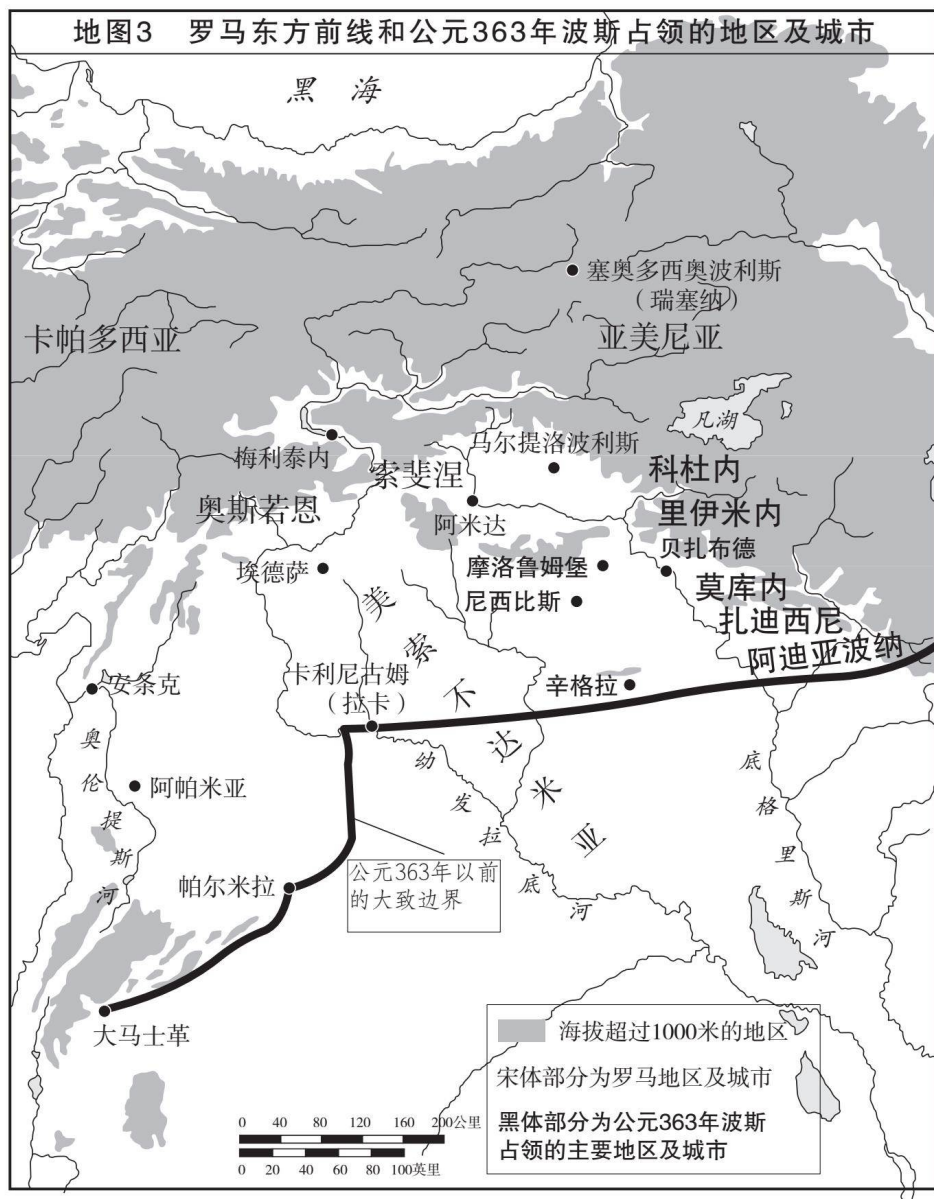 地图3 罗马东方前线和公元363年波斯占领的地区及城市
黑海
塞奥多西奥波利斯
（瑞塞纳）
卡帕多西亚
亚美尼亚
凡湖
梅利泰内
马尔提洛波利斯
索斐涅
科杜内
奥斯若恩
阿米达
里伊米内
贝扎布德
埃德萨
摩洛鲁姆堡
莫库内
尼西比斯
扎迪西尼
美索不达米亚
阿迪亚波纳
安条克
卡利尼古姆
（拉卡）
辛格拉
奥伦提斯河
阿帕米亚
幼发拉底河
底格里斯河
帕尔米拉
公元363年以前
的大致边界
大马士革
海拔超过1000米的地区
宋体部分为罗马地区及城市
黑体部分为公元363年波斯
占领的主要地区及城市
0 40 80 120 160 200公里
0 20 40 60 80 100英里